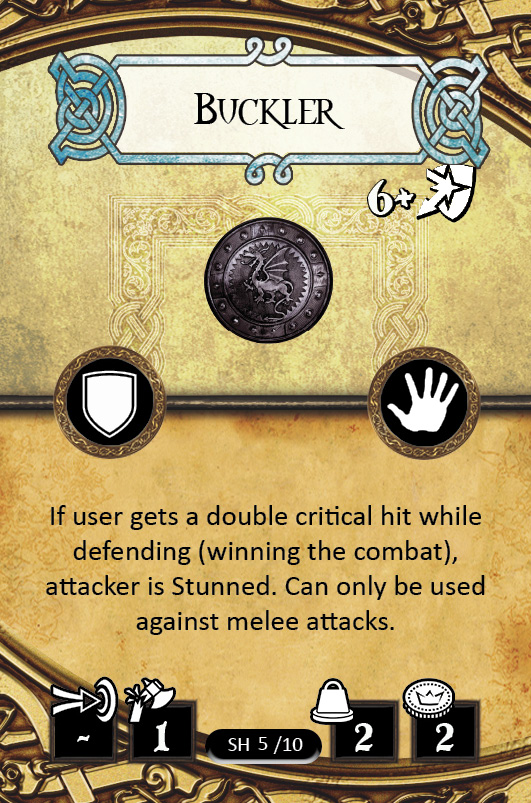 Buckler
6+
If user gets a double critical hit while
defending (winning the combat),
attacker is Stunned. Can only be used
against melee attacks.
- 1 SH 5 /10 2 2